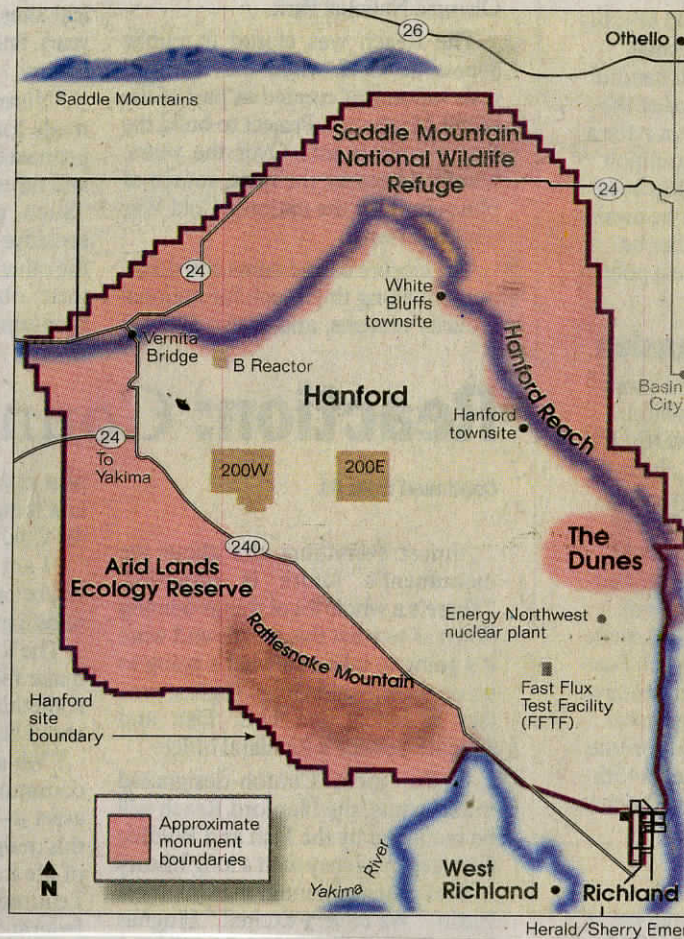 26
Othello
Saddle Mountains
Saddle Mountain
National Wildlife
Refuge
24
24
White
Bluffs
townsite
Vernita
Bridge
B Reactor
Hanford Reach
Hanford
Basin
City
Hanford
townsite
24
To
Yakima
200W
200E
240
The
Dunes
Arid Lands
Ecology Reserve
Energy Northwest
nuclear plant
Rattlesnake Mountain
Fast Flux
Test Facility
(FFTF)
Hanford
site
boundary
Approximate
monument
boundaries
N
Yakima River
West
Richland
Richland
Herald/Sherry Emer